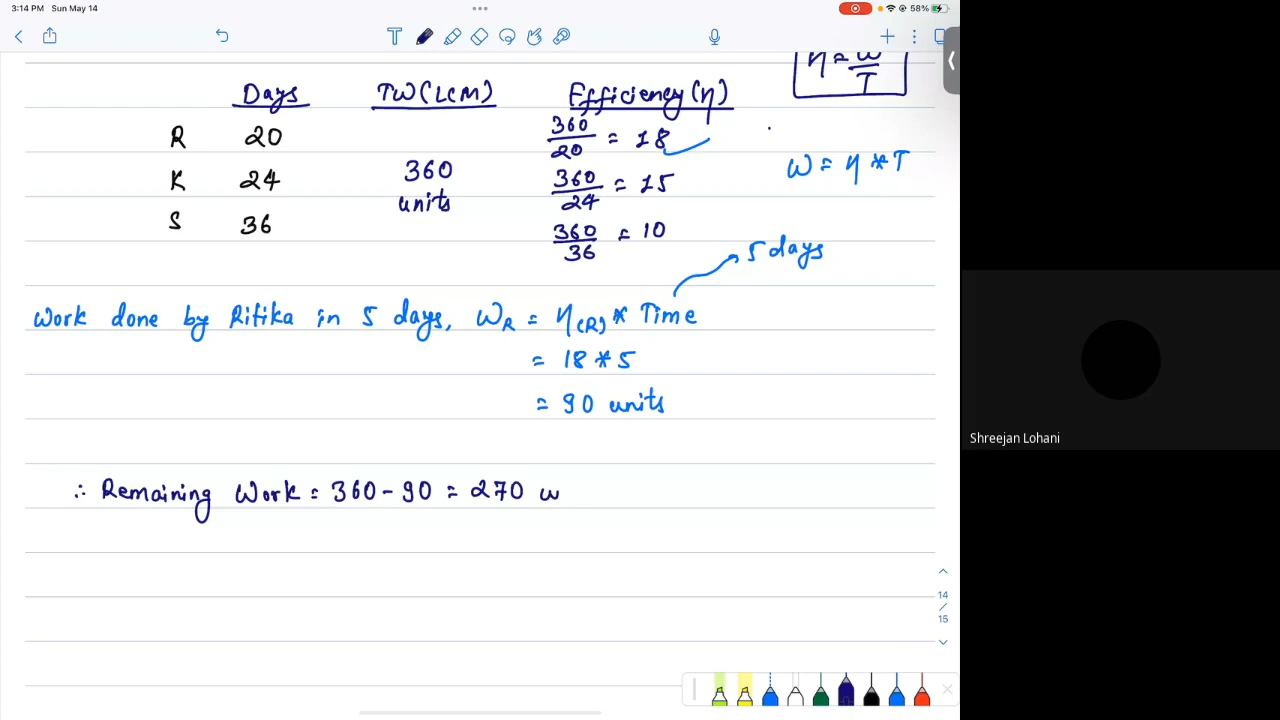 3:14 PM Sun May 14
58%
η = ω/T
Days TW(LCM) Efficiency(η)
R 20 360/20 = 18
ω = η * T
K 24 360 units 360/24 = 15
S 36 360/36 = 10
5 days
Work done by Ritika in 5 days, ωR = η(R) * Time
= 18 * 5
= 90 units
∴ Remaining Work = 360 - 90 = 270 u
Shreejan Lohani
14
/
15